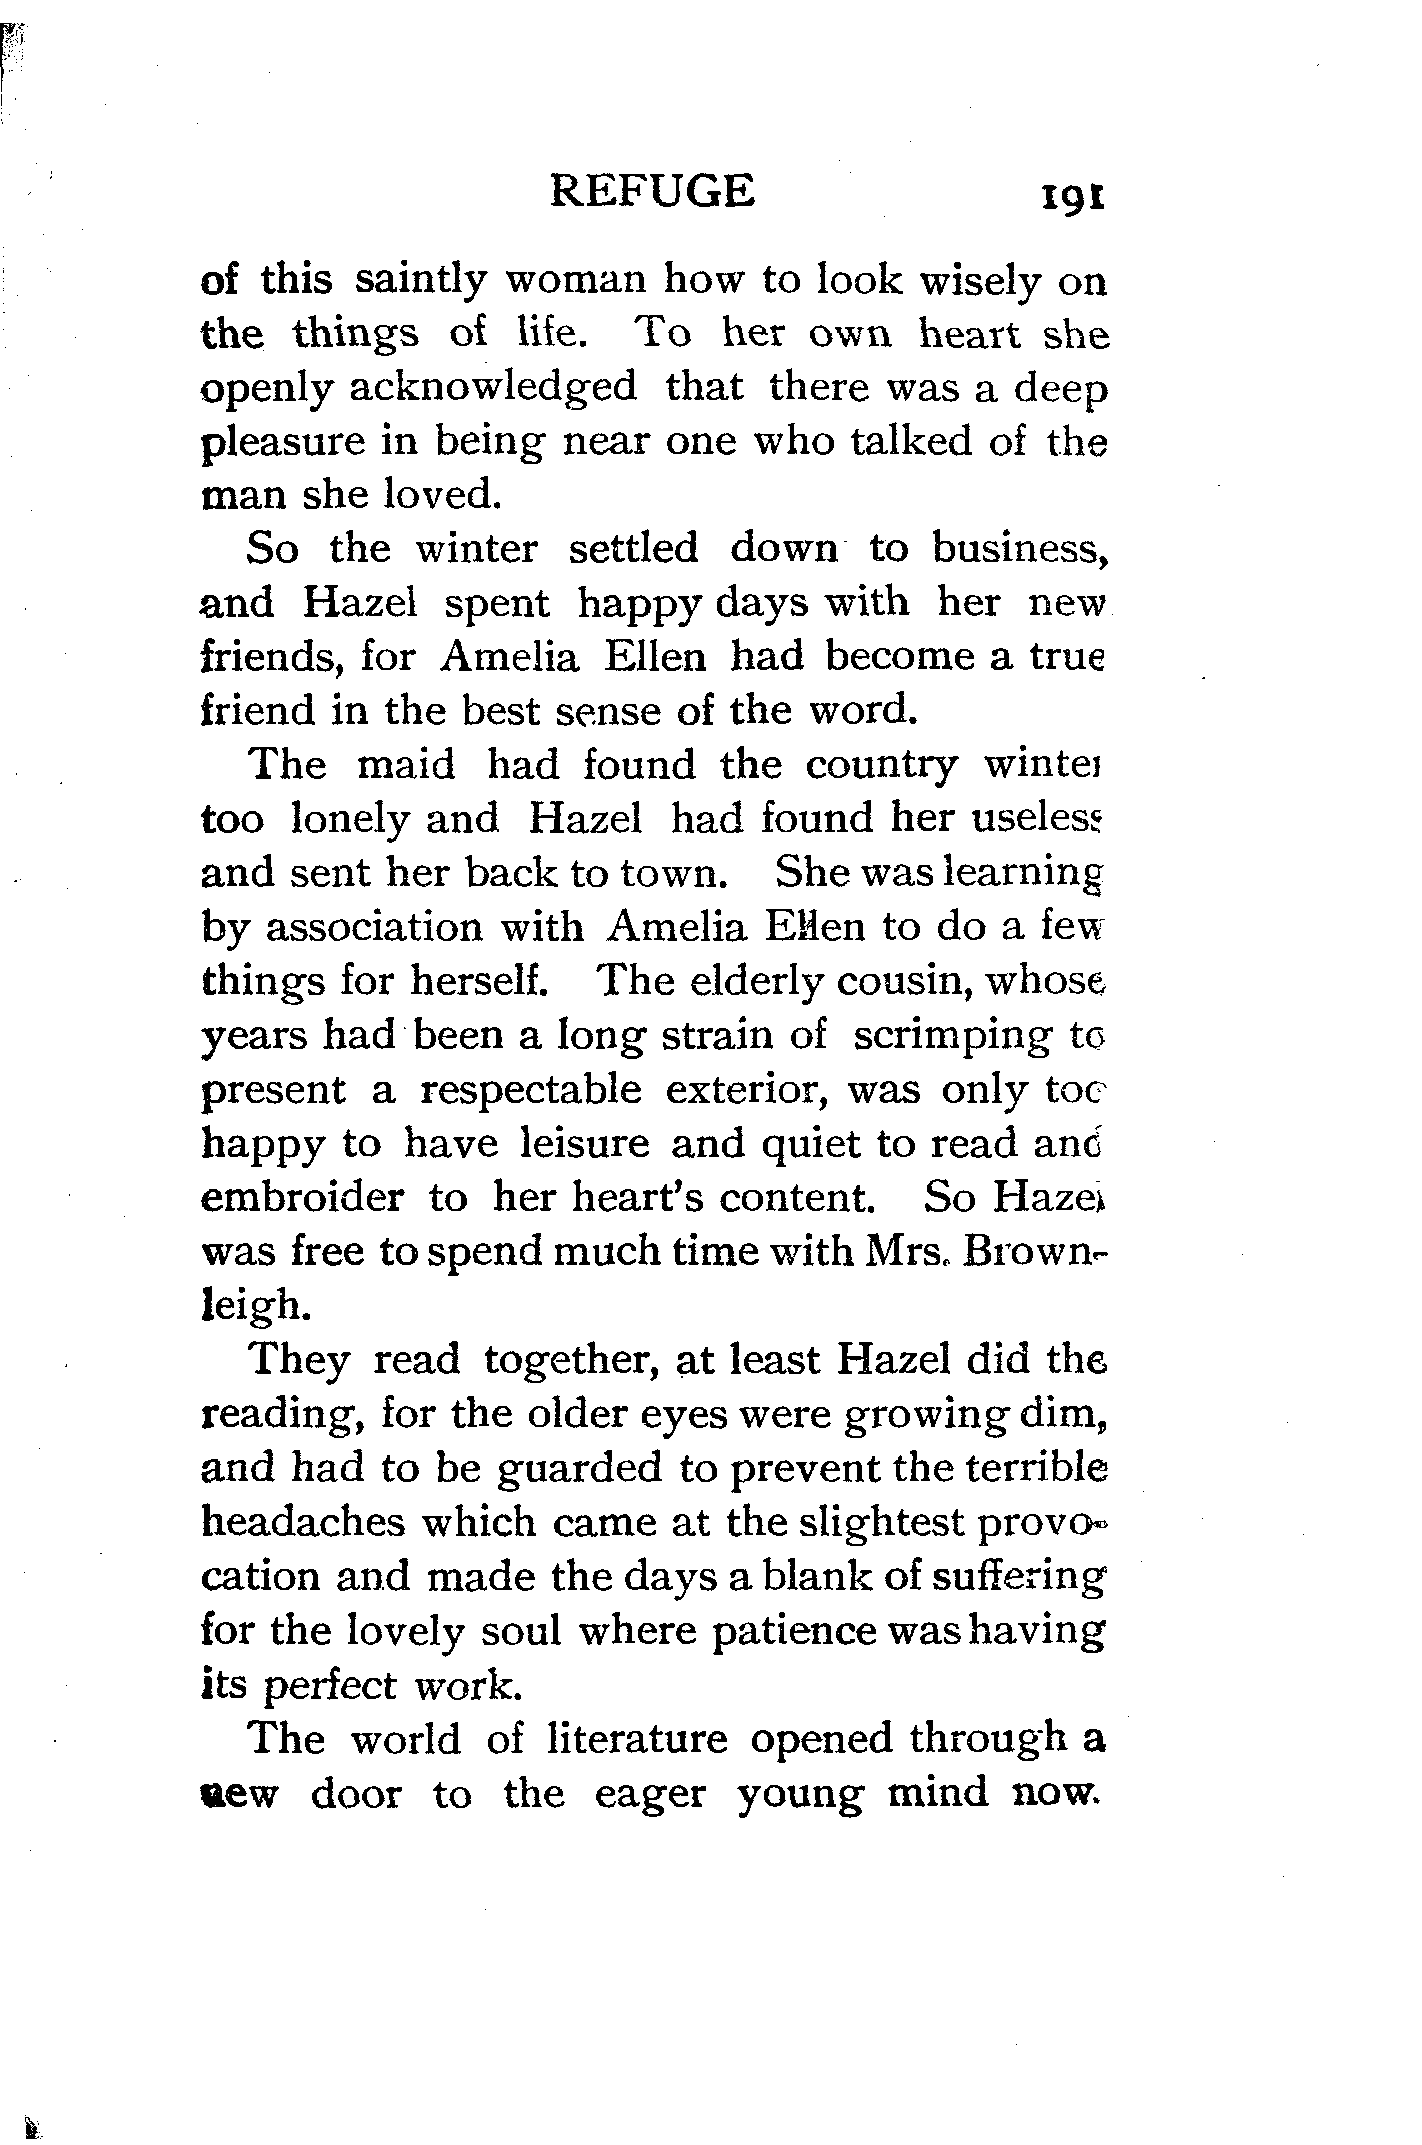 REFUGE 191
of this saintly woman how to look wisely on
the things of life. To her own heart she
openly acknowledged that there was a deep
pleasure in being near one who talked of the
man she loved.
So the winter settled down to business,
and Hazel spent happy days with her new
friends, for Amelia Ellen had become a true
friend in the best sense of the word.
The maid had found the country winter
too lonely and Hazel had found her useless
and sent her back to town. She was learning
by association with Amelia Ellen to do a few
things for herself. The elderly cousin, whose
years had been a long strain of scrimping to
present a respectable exterior, was only too
happy to have leisure and quiet to read and
embroider to her heart's content. So Hazel
was free to spend much time with Mrs. Brown-
leigh.
They read together, at least Hazel did the
reading, for the older eyes were growing dim,
and had to be guarded to prevent the terrible
headaches which came at the slightest provo-
cation and made the days a blank of suffering
for the lovely soul where patience was having
its perfect work.
The world of literature opened through a
new door to the eager young mind now.